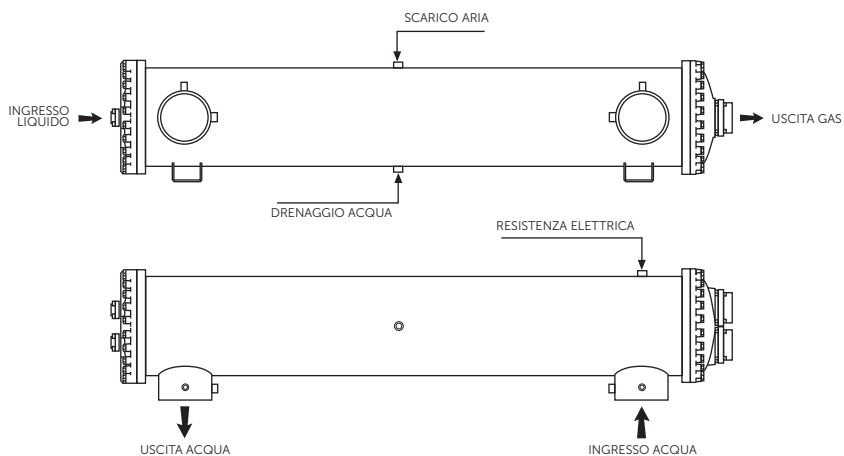 SCARICO ARIA
INGRESSO
LIQUIDO
USCITA GAS
DRENAGGIO ACQUA
RESISTENZA ELETTRICA
USCITA ACQUA
INGRESSO ACQUA